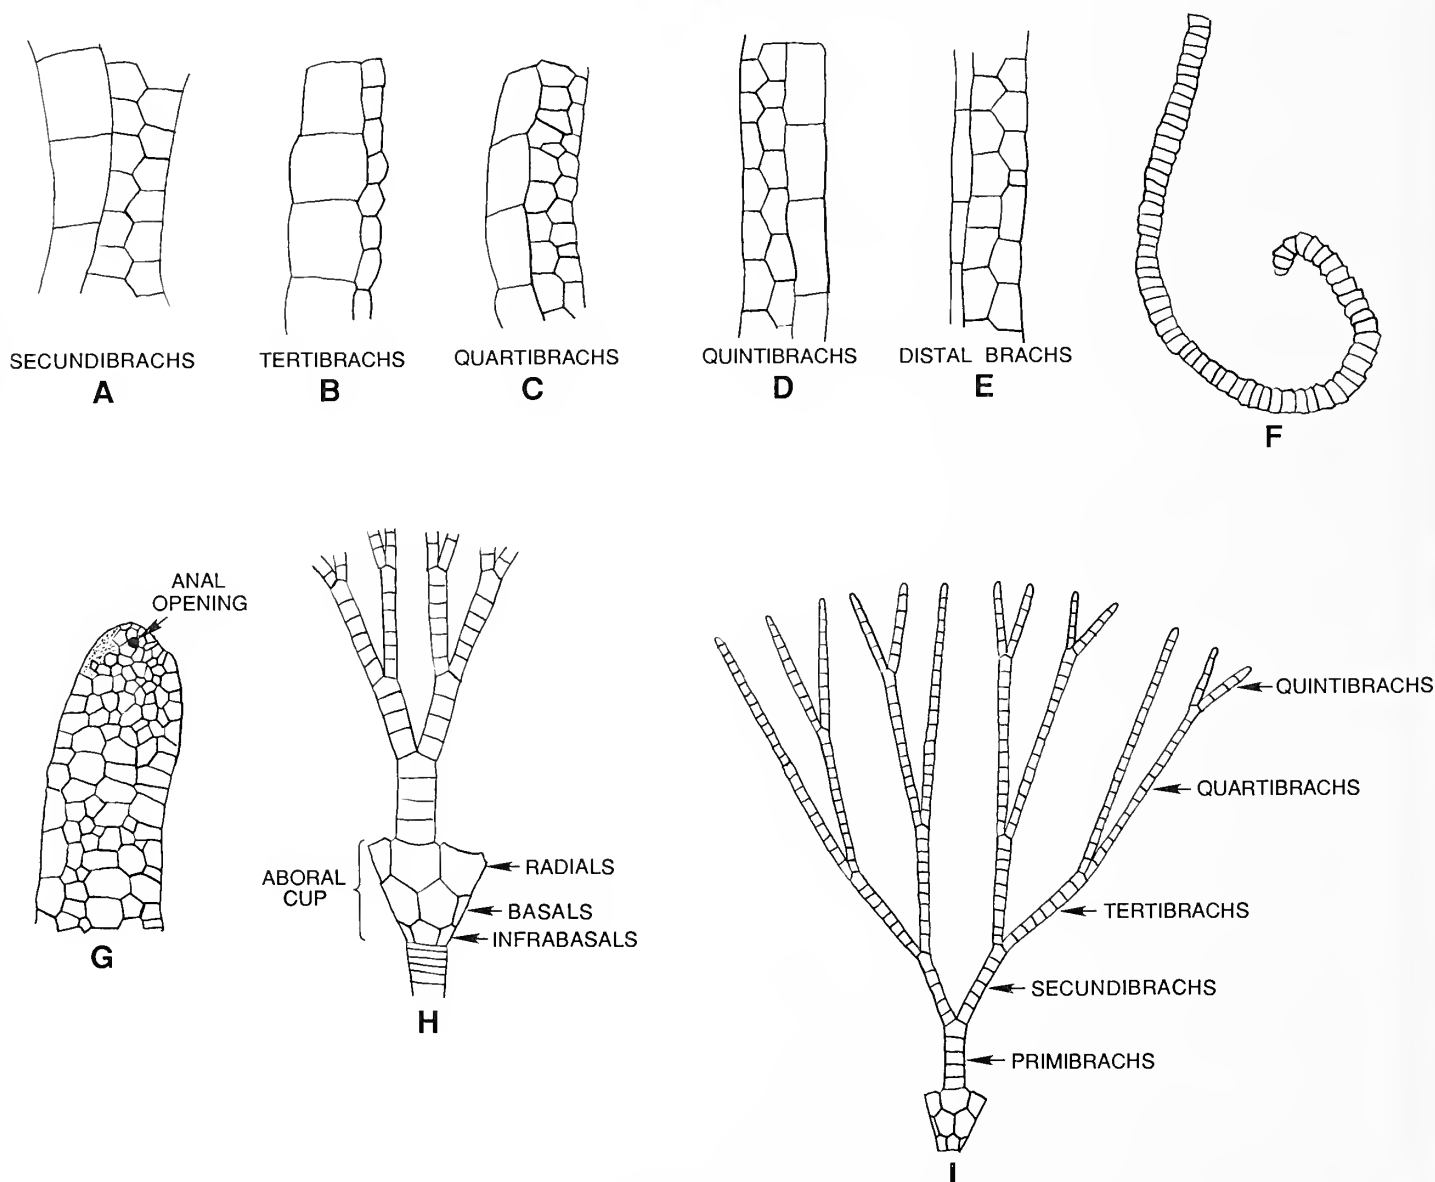 SECUNDIBRACHS
A
TERTIBRACHS
B
QUARTIBRACHS
C
QUINTIBRACHS
D
DISTAL BRACHS
E
F
ANAL
OPENING
G
ABORAL
CUP
RADIALS
BASALS
INFRABASALS
H
QUINTIBRACHS
QUARTIBRACHS
TERTIBRACHS
SECUNDIBRACHS
PRIMIBRACHS
I